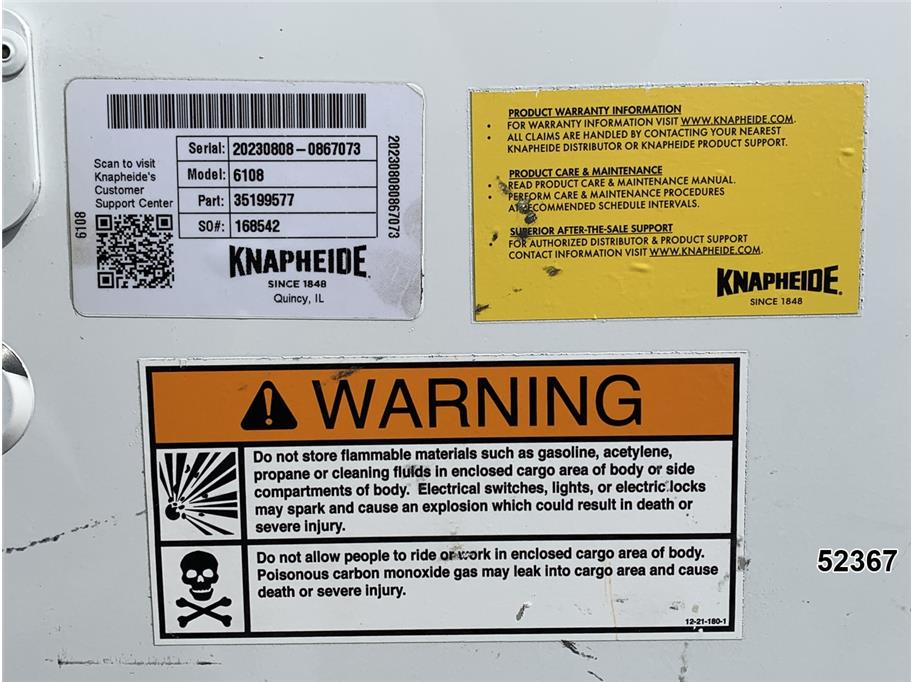 Scan to visit
Knapheide's
Customer
Support Center
6108
Serial: 20230808-0867073
Model: 6108
Part: 35199577
SO#: 168542
202308080867073
KNAPHEIDE
SINCE 1848
Quincy, IL
PRODUCT WARRANTY INFORMATION
• FOR WARRANTY INFORMATION VISIT WWW.KNAPHEIDE.COM.
• ALL CLAIMS ARE HANDLED BY CONTACTING YOUR NEAREST
KNAPHEIDE DISTRIBUTOR OR KNAPHEIDE PRODUCT SUPPORT.
PRODUCT CARE & MAINTENANCE
• READ PRODUCT CARE & MAINTENANCE MANUAL.
• PERFORM CARE & MAINTENANCE PROCEDURES
AT RECOMMENDED SCHEDULE INTERVALS.
SUPERIOR AFTER-THE-SALE SUPPORT
• FOR AUTHORIZED DISTRIBUTOR & PRODUCT SUPPORT
CONTACT INFORMATION VISIT WWW.KNAPHEIDE.COM.
KNAPHEIDE.
SINCE 1848
WARNING
Do not store flammable materials such as gasoline, acetylene,
propane or cleaning fluids in enclosed cargo area of body or side
compartments of body. Electrical switches, lights, or electric locks
may spark and cause an explosion which could result in death or
severe injury.
Do not allow people to ride or work in enclosed cargo area of body.
Poisonous carbon monoxide gas may leak into cargo area and cause
death or severe injury.
12-21-180-1
52367